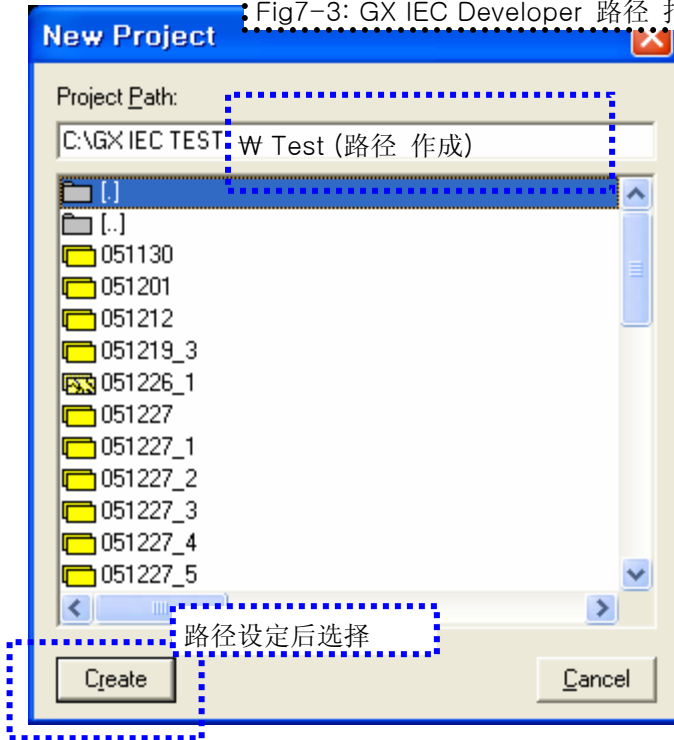 Fig7-3: GX IEC Developer 路径
New Project
Project Path:
C:\GX IEC TEST
₩ Test (路径 作成)
[.]
[..]
051130
051201
051212
051219_3
051226_1
051227
051227_1
051227_2
051227_3
051227_4
051227_5
路径设定后选择
Create
Cancel